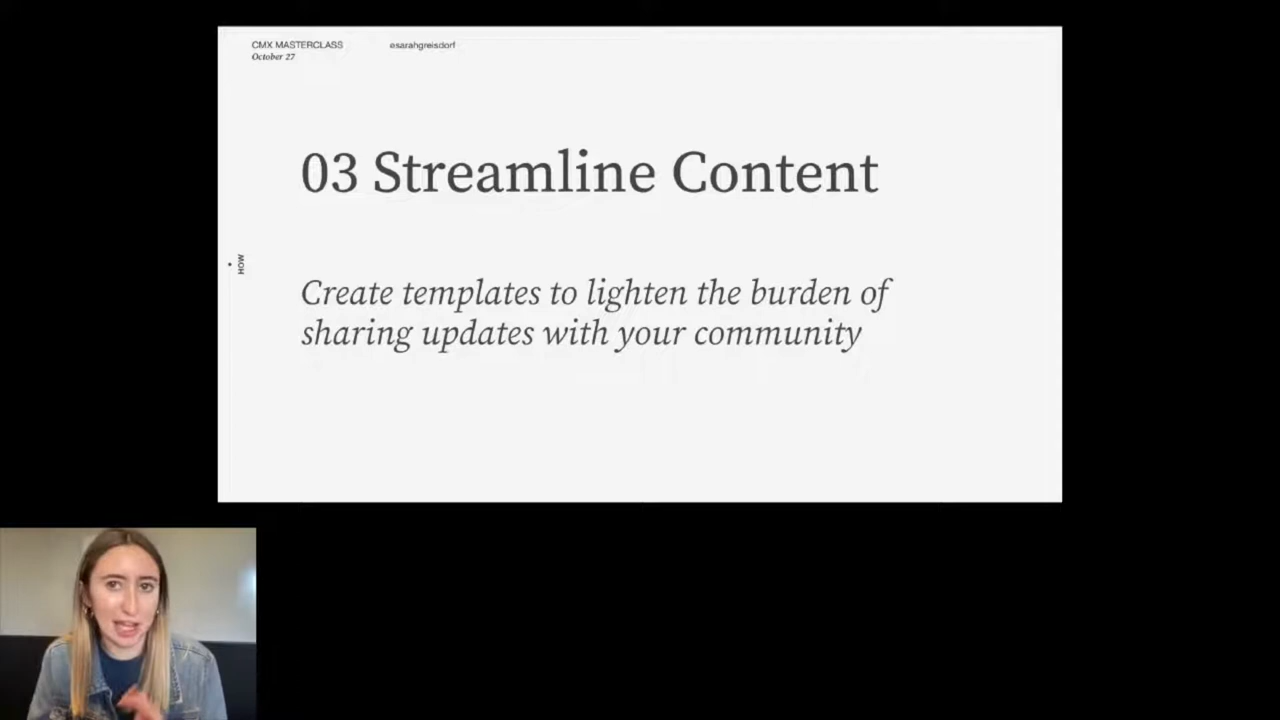 CMX MASTERCLASS @sarahgreisdorf
October 27
03 Streamline Content
HOW
Create templates to lighten the burden of
sharing updates with your community